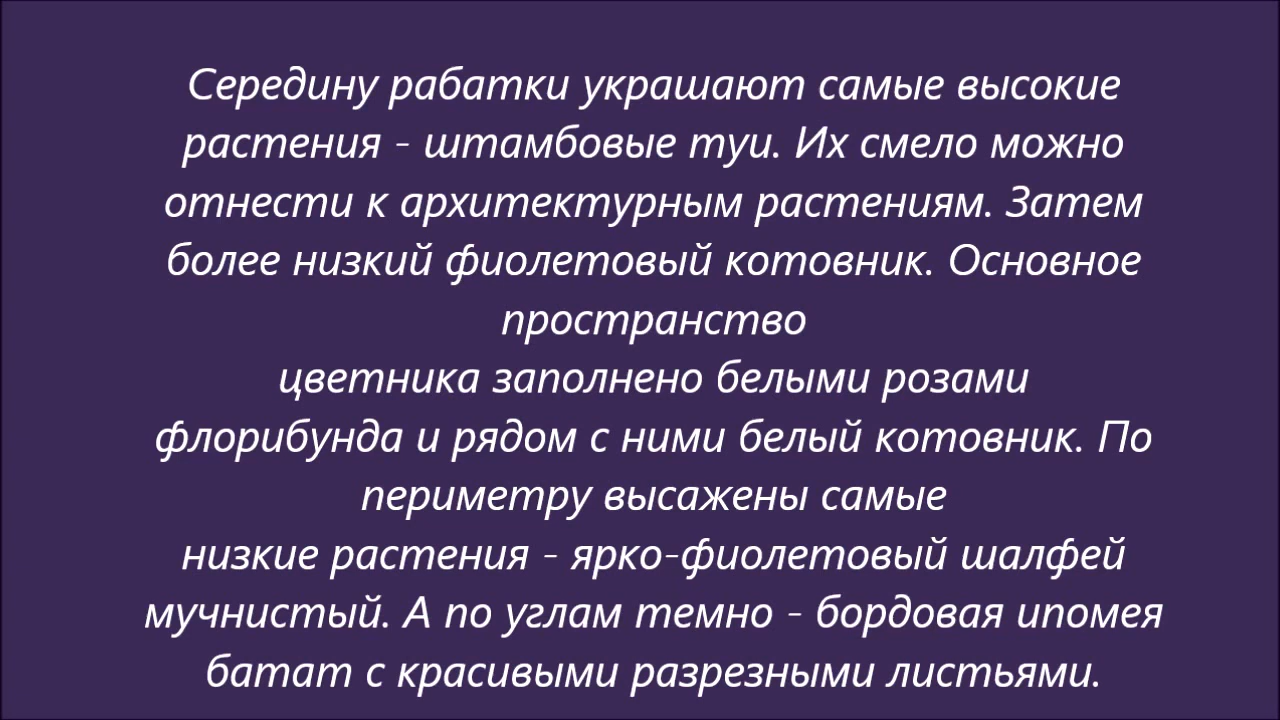 Середину рабатки украшают самые высокие
растения - штамбовые туи. Их смело можно
отнести к архитектурным растениям. Затем
более низкий фиолетовый котовник. Основное
пространство
цветника заполнено белыми розами
флорибунда и рядом с ними белый котовник. По
периметру высажены самые
низкие растения - ярко-фиолетовый шалфей
мучнистый. А по углам темно - бордовая ипомея
батат с красивыми разрезными листьями.